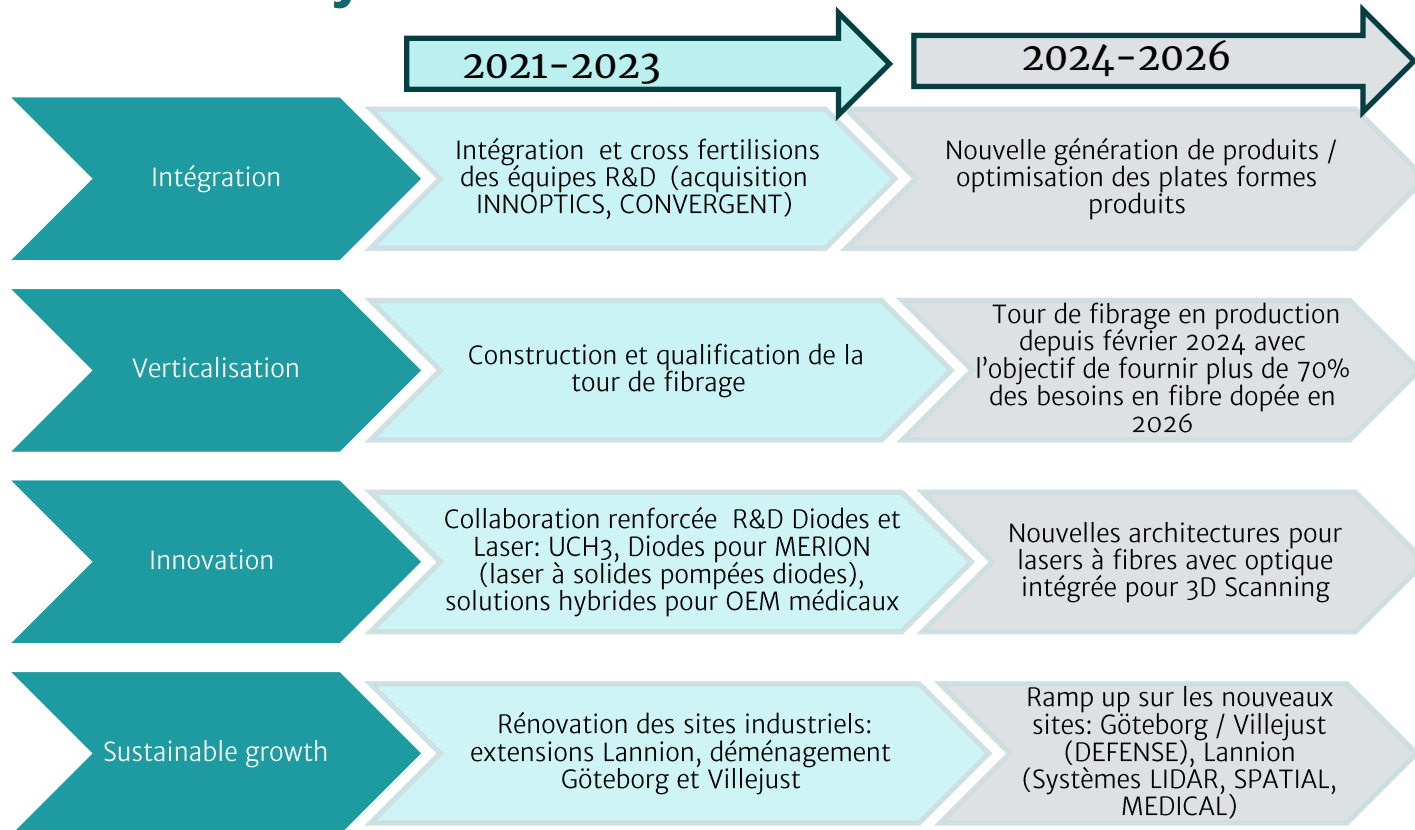 2021-2023
2024-2026
Intégration
Intégration et cross fertilisions
des équipes R&D (acquisition
INNOPTICS, CONVERGENT)
Nouvelle génération de produits /
optimisation des plates formes
produits
Verticalisation
Construction et qualification de la
tour de fibrage
Tour de fibrage en production
depuis février 2024 avec
l’objectif de fournir plus de 70%
des besoins en fibre dopée en
2026
Innovation
Collaboration renforcée R&D Diodes et
Laser: UCH3, Diodes pour MERION
(laser à solides pompées diodes),
solutions hybrides pour OEM médicaux
Nouvelles architectures pour
lasers à fibres avec optique
intégrée pour 3D Scanning
Sustainable growth
Rénovation des sites industriels:
extensions Lannion, déménagement
Göteborg et Villejust
Ramp up sur les nouveaux
sites: Göteborg / Villejust
(DEFENSE), Lannion
(Systèmes LIDAR, SPATIAL,
MEDICAL)